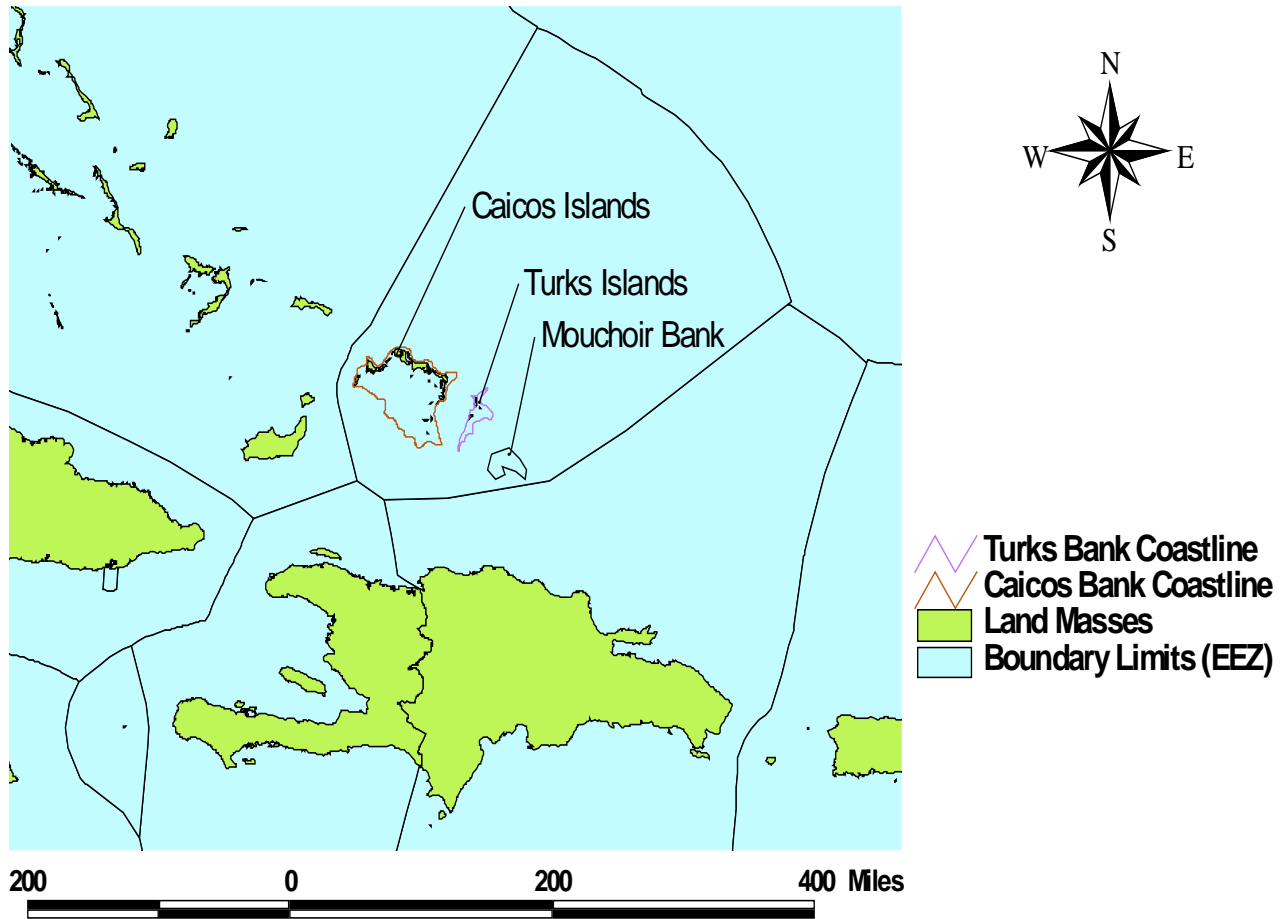 N
W E
S
Caicos Islands
Turks Islands
Mouchoir Bank
Turks Bank Coastline
Caicos Bank Coastline
Land Masses
Boundary Limits (EEZ)
200 0 200 400 Miles